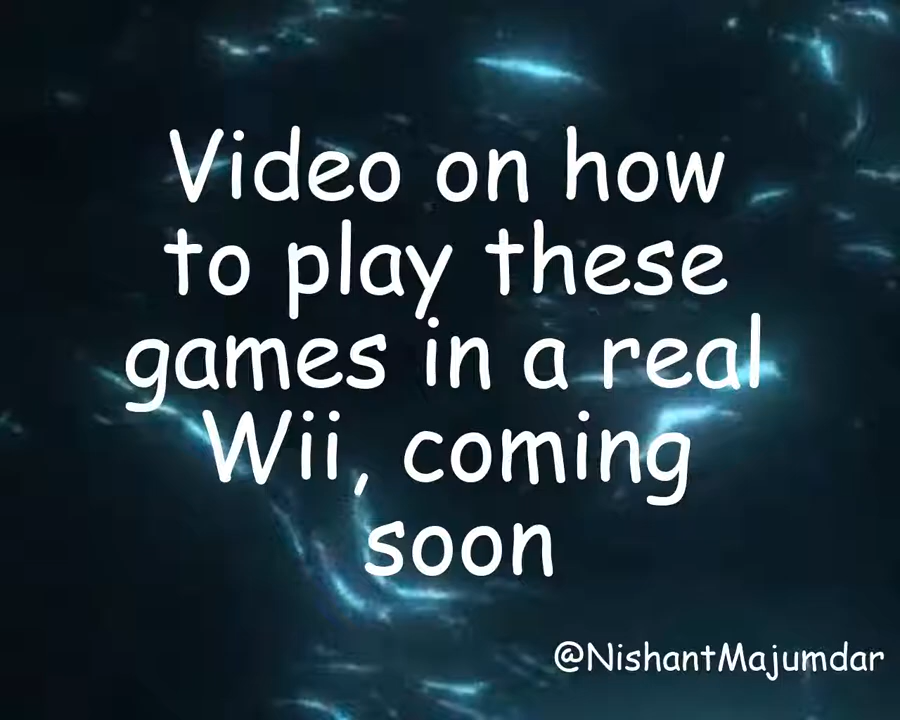 Video on how
to play these
games in a real
Wii, coming
soon
@NishantMajumdar